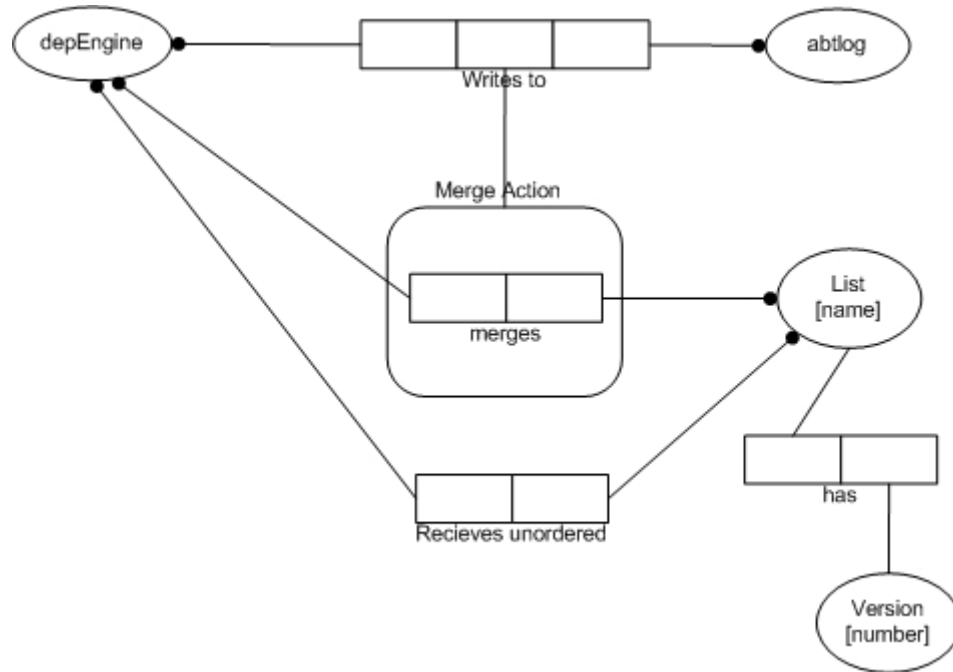 depEngine
abtlog
Writes to
Merge Action
List
[name]
merges
has
Recieves unordered
Version
[number]